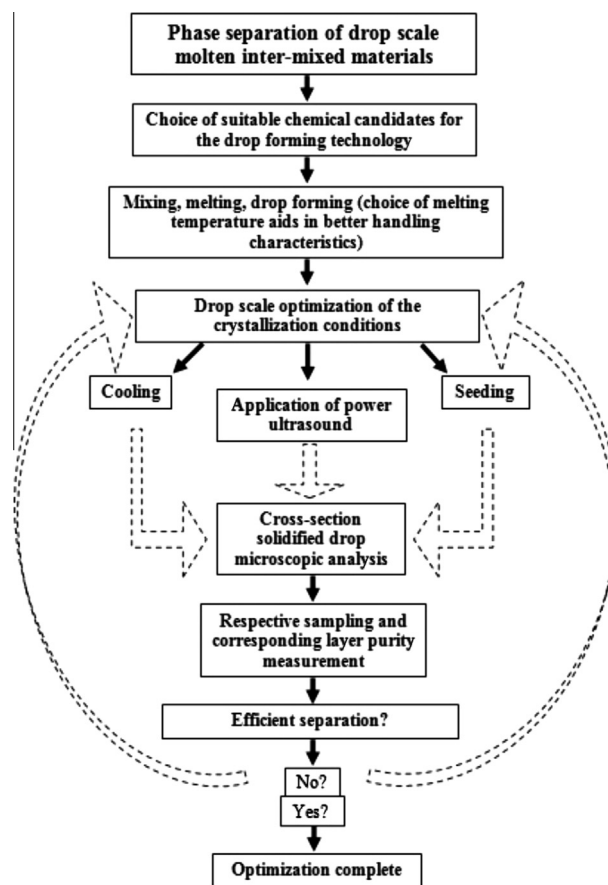 Phase separation of drop scale
molten inter-mixed materials
Choice of suitable chemical candidates for
the drop forming technology
Mixing, melting, drop forming (choice of melting
temperature aids in better handling
characteristics)
Drop scale optimization of the
crystallization conditions
Cooling
Application of power
ultrasound
Seeding
Cross-section
solidified drop
microscopic analysis
Respective sampling and
corresponding layer purity
measurement
Efficient separation?
No?
Yes?
Optimization complete